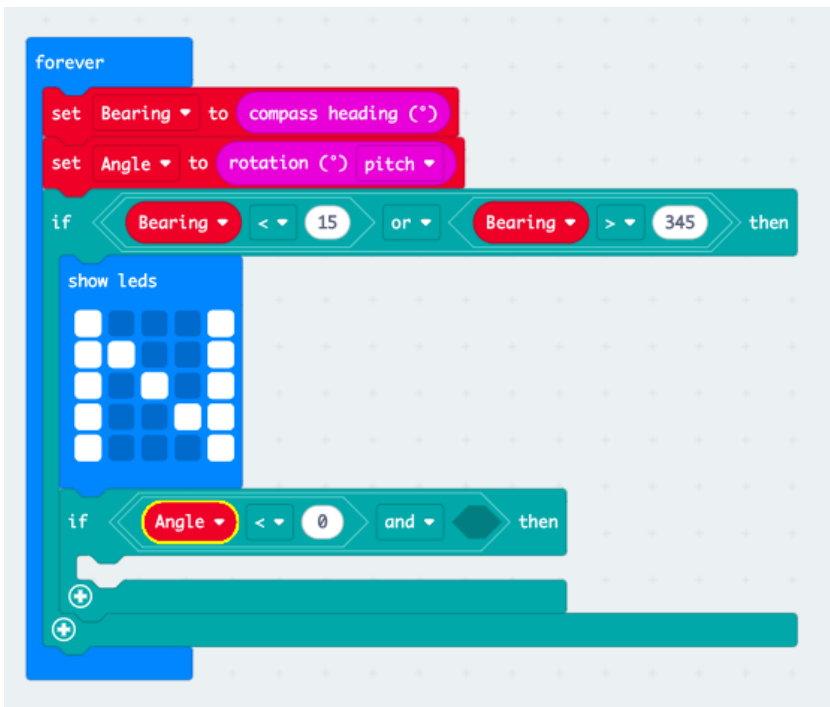 forever
set Bearing to compass heading (°)
set Angle to rotation (°) pitch
if Bearing < 15 or Bearing > 345 then
show leds
if Angle < 0 and then